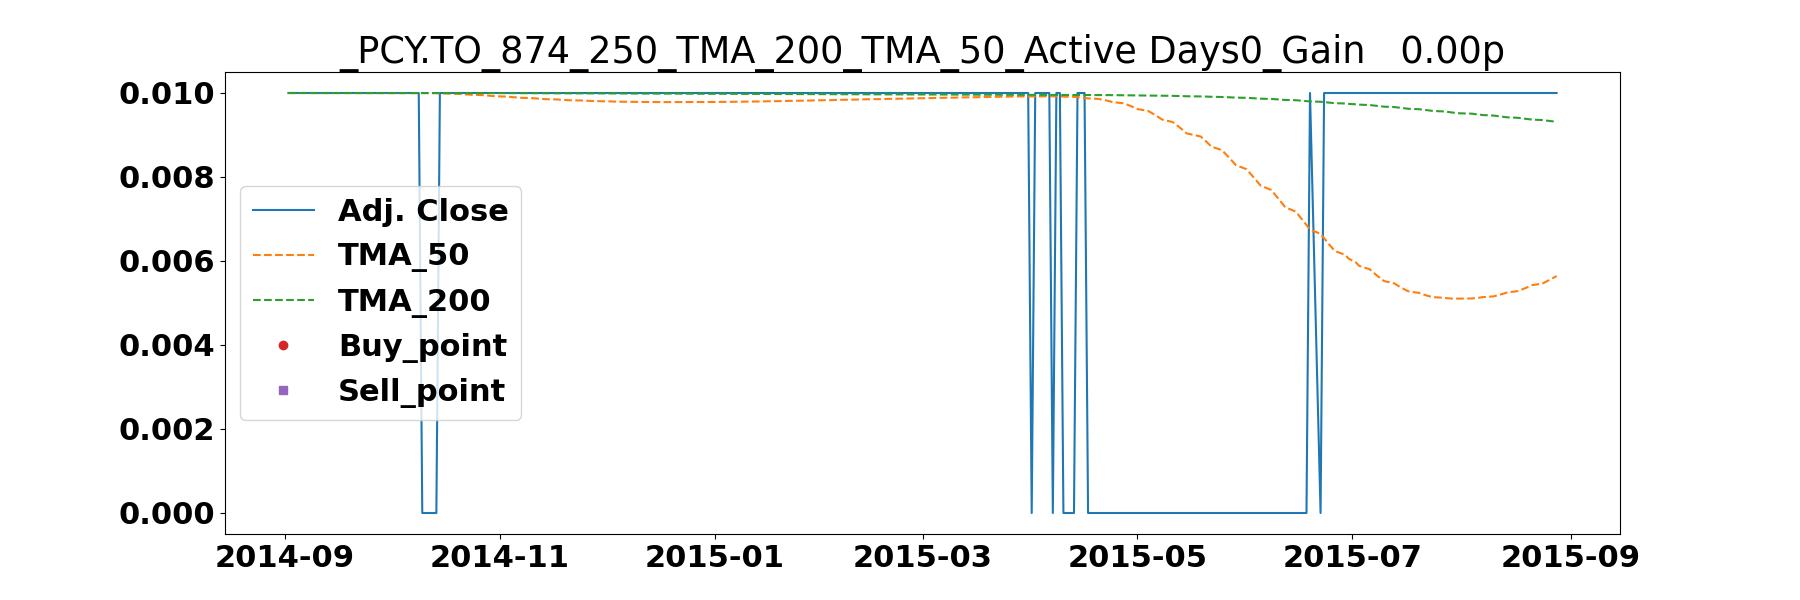 _PCY.TO_874_250_TMA_200_TMA_50_Active Days0_Gain   0.00p
0.010
0.008
0.006
0.004
0.002
0.000
Adj. Close
TMA_50
TMA_200
Buy_point
Sell_point
2014-09 2014-11 2015-01 2015-03 2015-05 2015-07 2015-09